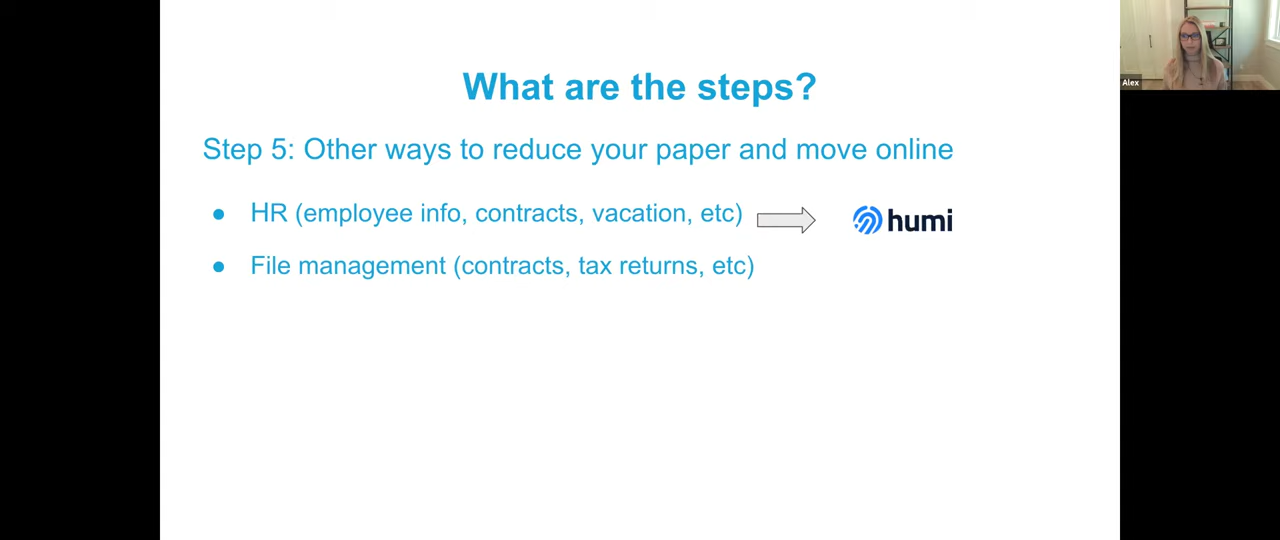 What are the steps?
Alex
Step 5: Other ways to reduce your paper and move online
● HR (employee info, contracts, vacation, etc)
humi
● File management (contracts, tax returns, etc)